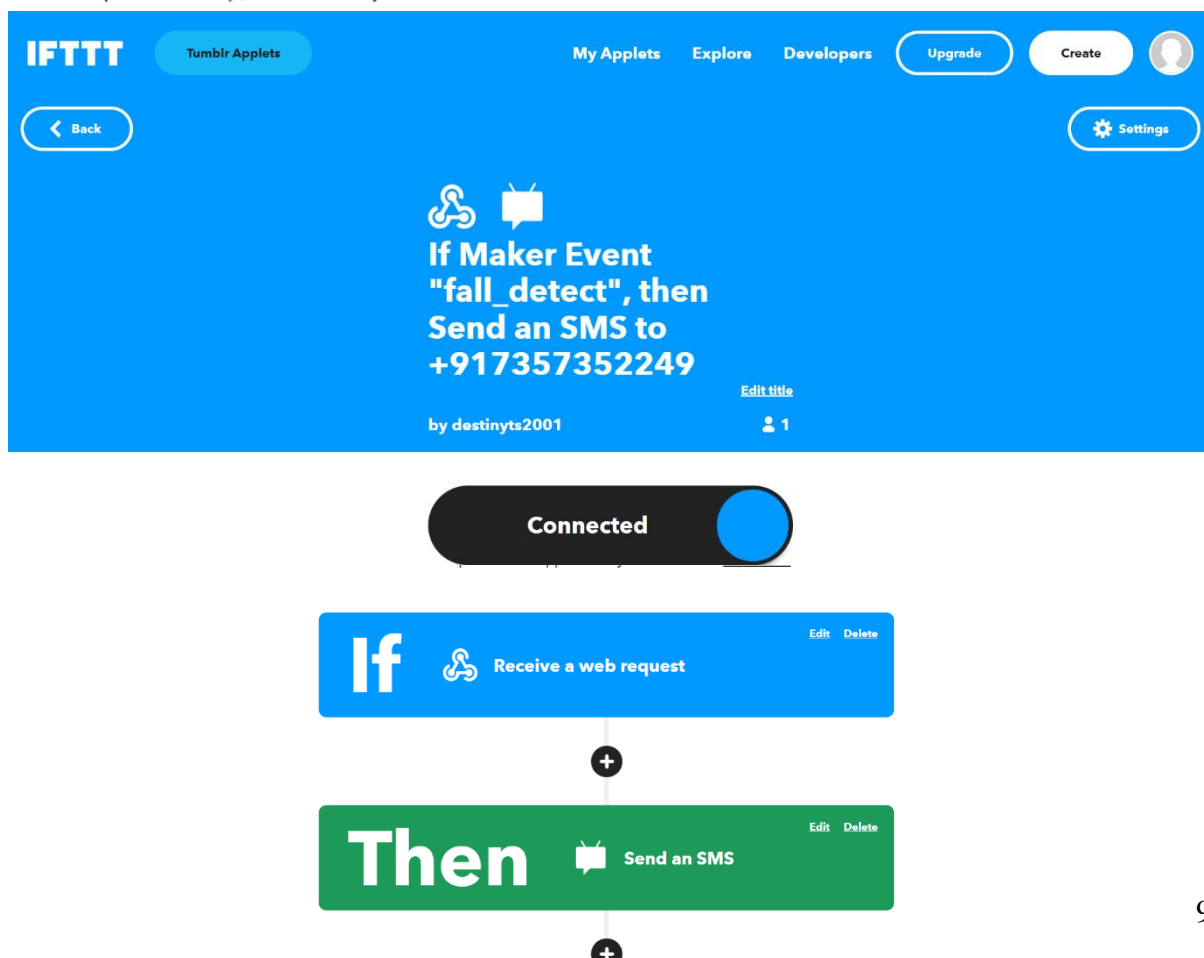 IFTTT
Tumblr Applets
My Applets
Explore
Developers
Upgrade
Create
Back
Settings
If Maker Event
"fall_detect", then
Send an SMS to
+917357352249
Edit title
by destinyts2001
1
Connected
If
Receive a web request
Edit Delete
Then
Send an SMS
Edit Delete
9